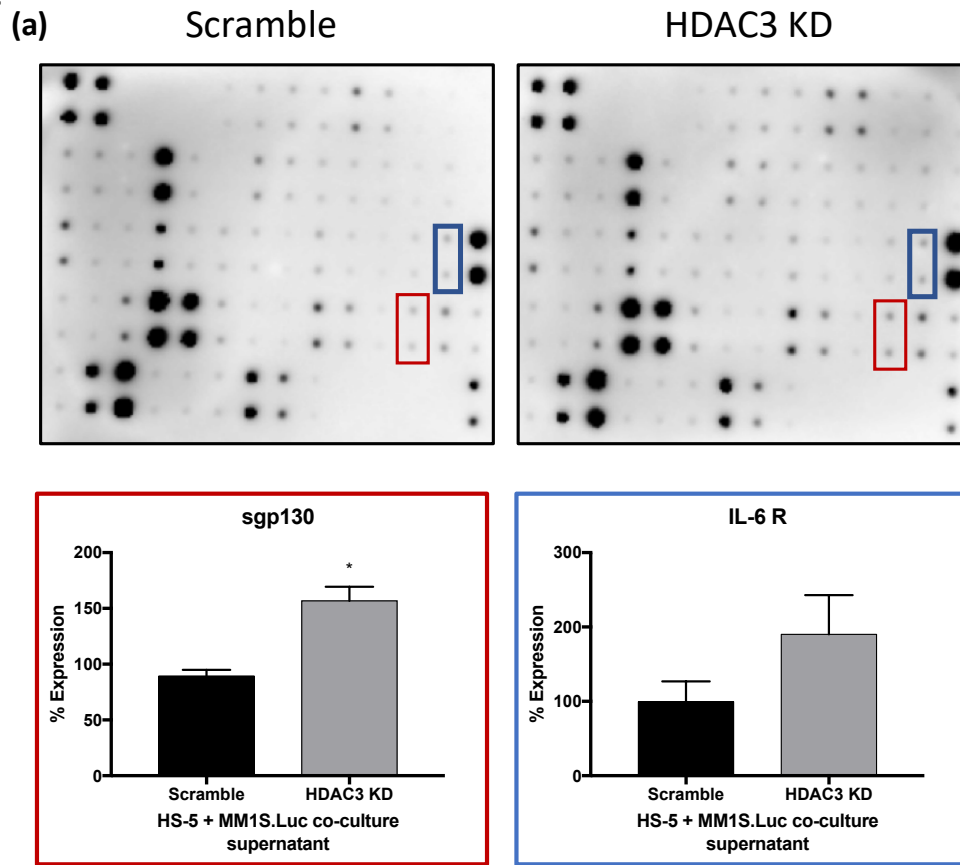 (a)
Scramble
HDAC3 KD
sgp130
200
150
100
50
0
% Expression
*
Scramble
HDAC3 KD
HS-5 + MM1S.Luc co-culture
supernatant
IL-6 R
300
200
100
0
% Expression
Scramble
HDAC3 KD
HS-5 + MM1S.Luc co-culture
supernatant